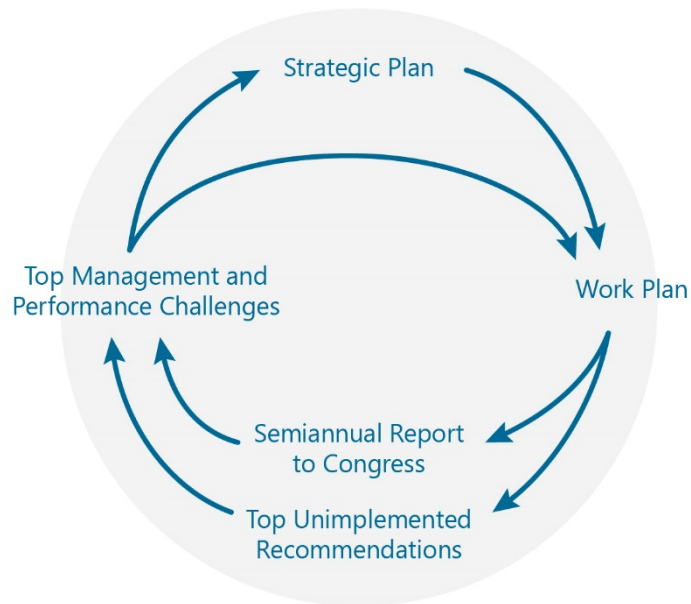 Strategic Plan
Top Management and
Performance Challenges
Work Plan
Semiannual Report
to Congress
Top Unimplemented
Recommendations